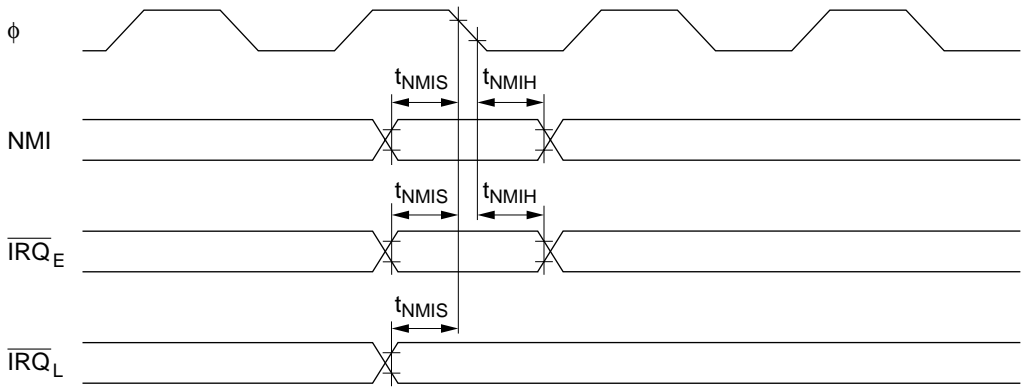 ϕ
tNMIS tNMIH
NMI
tNMIS tNMIH
IRQE
tNMIS
IRQL